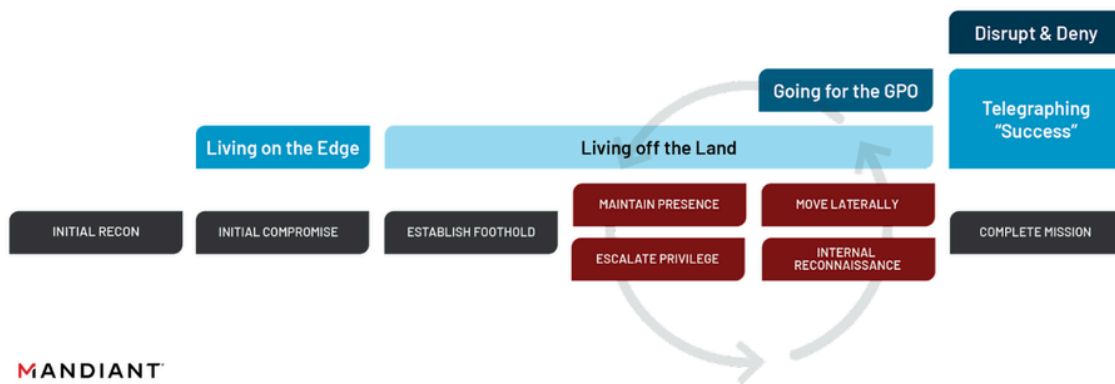 Disrupt & Deny
Going for the GPO
Telegraphing
“Success”
Living on the Edge
Living off the Land
MAINTAIN PRESENCE
MOVE LATERALLY
INITIAL RECON
INITIAL COMPROMISE
ESTABLISH FOOTHOLD
ESCALATE PRIVILEGE
INTERNAL
RECONNAISSANCE
COMPLETE MISSION
MANDIANT